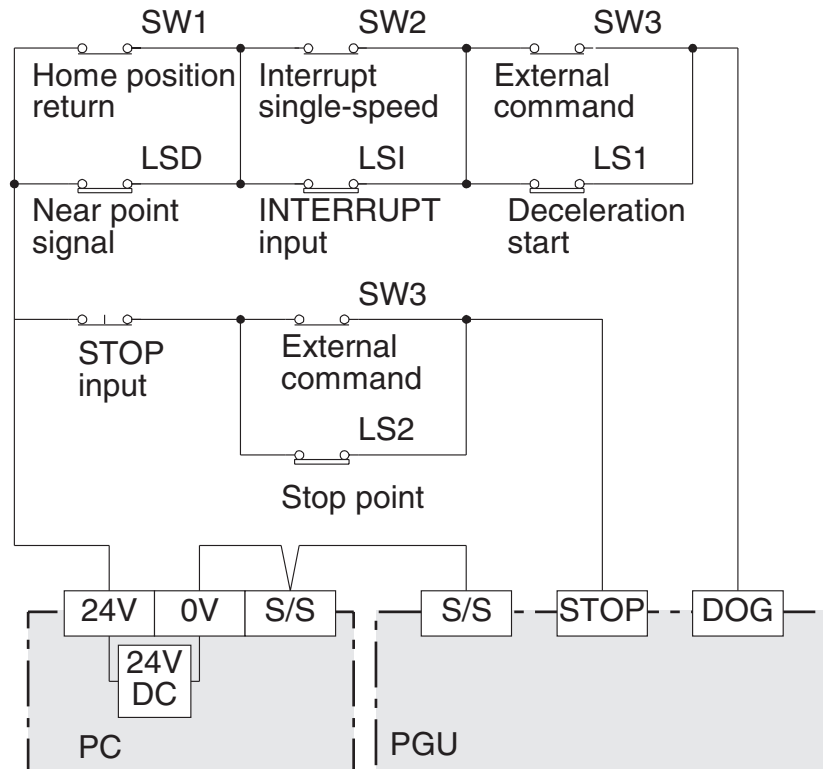 SW1
SW2
SW3
Home position
return
Interrupt
single-speed
External
command
LSD
LSI
LS1
Near point
signal
INTERRUPT
input
Deceleration
start
SW3
STOP
input
External
command
LS2
Stop point
24V
0V
S/S
S/S
STOP
DOG
24V
DC
PC
PGU